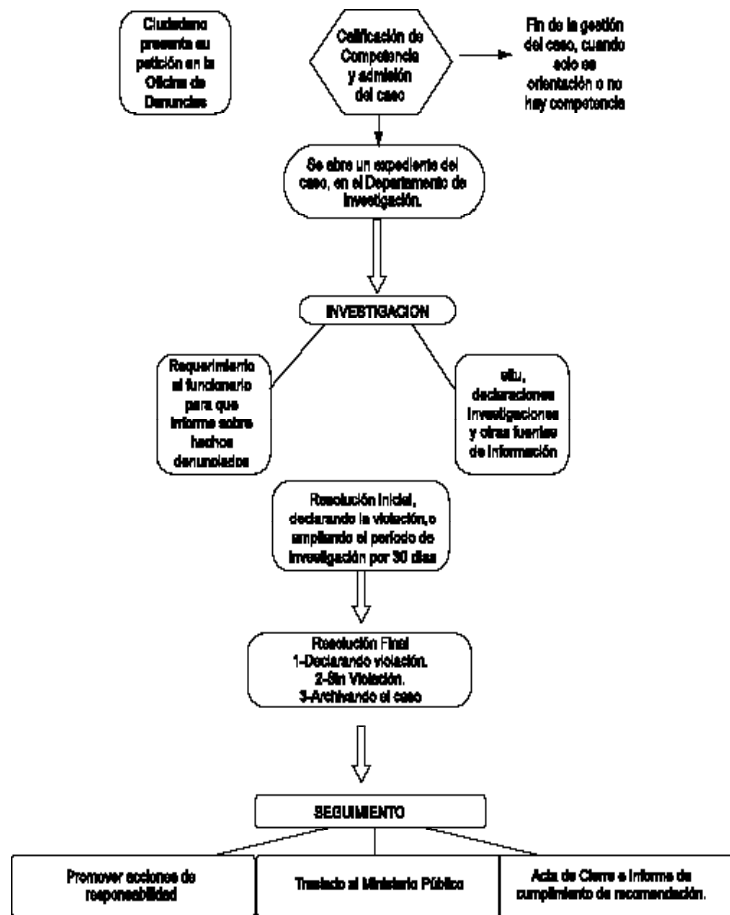 Ciudadano
presenta su
petición en la
Oficina de
Denuncias
Calificación de
Competencia
y admisión
del caso
Fin de la gestión
del caso, cuando
solo es
orientación o no
hay competencia
Se abre un expediente del
caso, en el Departamento de
Investigación.
INVESTIGACION
Requerimiento
al funcionario
para que
informe sobre
hechos
denunciados
situ,
declaraciones
investigaciones
y otras fuentes
de información
Resolución Inicial,
declarando la violación, o
ampliando el período de
investigación por 30 días
Resolución Final
1-Declarando violación.
2-Sin Violación.
3-Archivando el caso
SEGUIMIENTO
Promover acciones de
responsabilidad
Traslado al Ministerio Público
Acta de Cierre e Informe de
cumplimiento de recomendación.